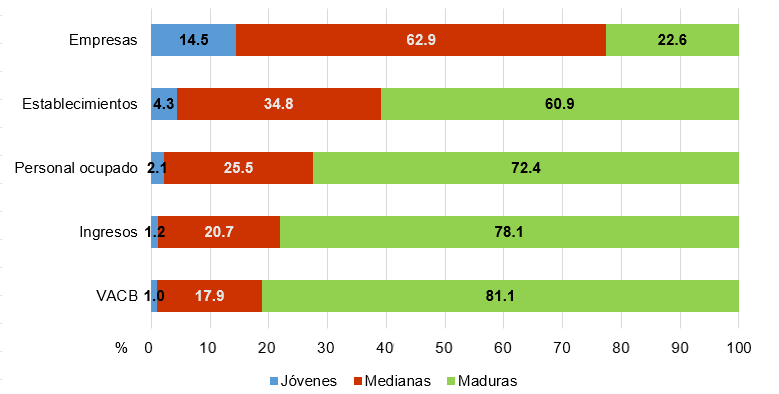 Empresas 14.5 62.9 22.6
Establecimientos 4.3 34.8 60.9
Personal ocupado 2.1 25.5 72.4
Ingresos 1.2 20.7 78.1
VACB 1.0 17.9 81.1
% 0 10 20 30 40 50 60 70 80 90 100
Jóvenes Medianas Maduras